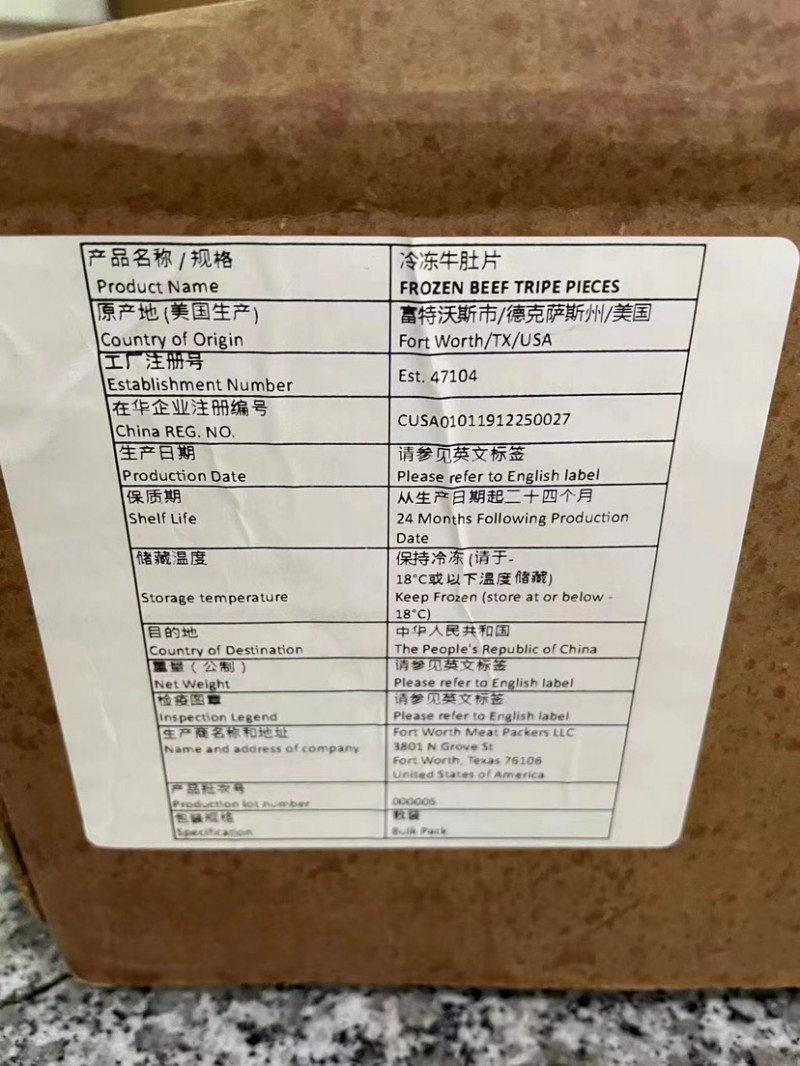 产品名称 / 规格
Product Name
冷冻牛肚片
FROZEN BEEF TRIPE PIECES
原产地 (美国生产)
Country of Origin
富特沃斯市/德克萨斯州/美国
Fort Worth/TX/USA
工厂注册号
Establishment Number
Est. 47104
在华企业注册编号
China REG. NO.
CUSA01011912250027
生产日期
Production Date
请参见英文标签
Please refer to English label
保质期
Shelf Life
从生产日期起二十四个月
24 Months Following Production
Date
储藏温度
Storage temperature
保持冷冻 (请于-
18°C或以下温度储藏)
Keep Frozen (store at or below -
18°C)
目的地
Country of Destination
中华人民共和国
The People's Republic of China
重量 ( 公制 )
Net Weight
请参见英文标签
Please refer to English label
检疫图章
Inspection Legend
请参见英文标签
Please refer to English label
生产商名称和地址
Name and address of company
Fort Worth Meat Packers LLC
3801 N Grove St
Fort Worth, Texas 76106
United States of America
产品批次号
Production lot number
000006
包装规格
Specification
散装
Bulk Pack